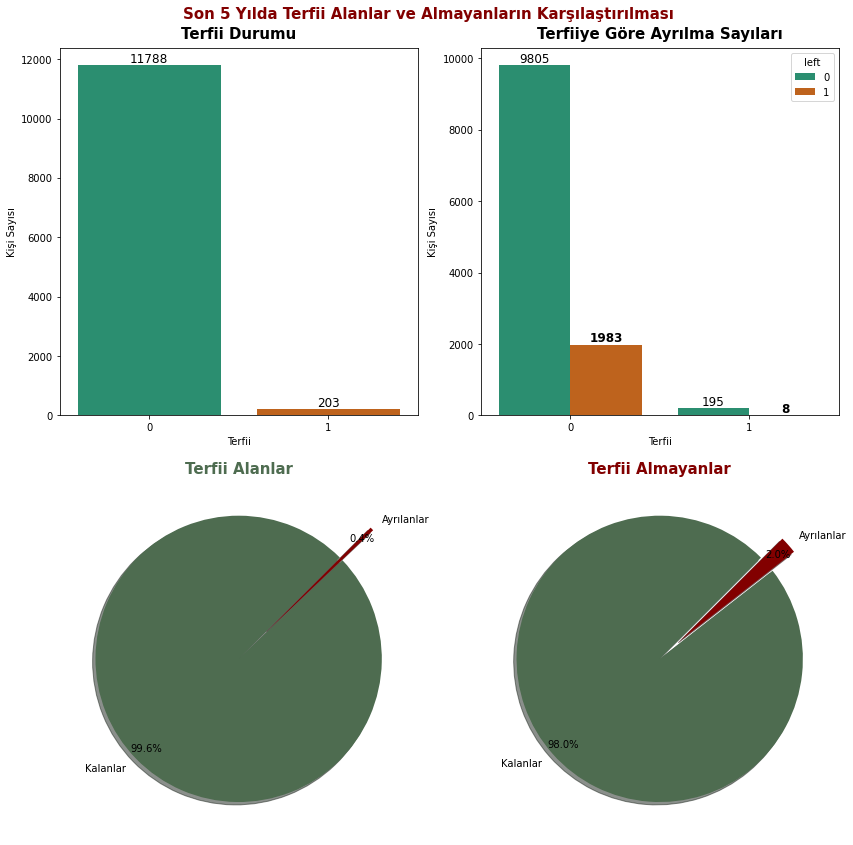 Son 5 Yılda Terfii Alanlar ve Almayanların Karşılaştırılması
Terfii Durumu
12000
10000
8000
6000
4000
2000
0
Kişi Sayısı
11788
203
0
1
Terfii
Terfiiye Göre Ayrılma Sayıları
10000
8000
6000
4000
2000
0
Kişi Sayısı
9805
1983
195
8
left
0
1
0
1
Terfii
Terfii Alanlar
Ayrılanlar
0.4%
99.6%
Kalanlar
Terfii Almayanlar
Ayrılanlar
2.0%
98.0%
Kalanlar